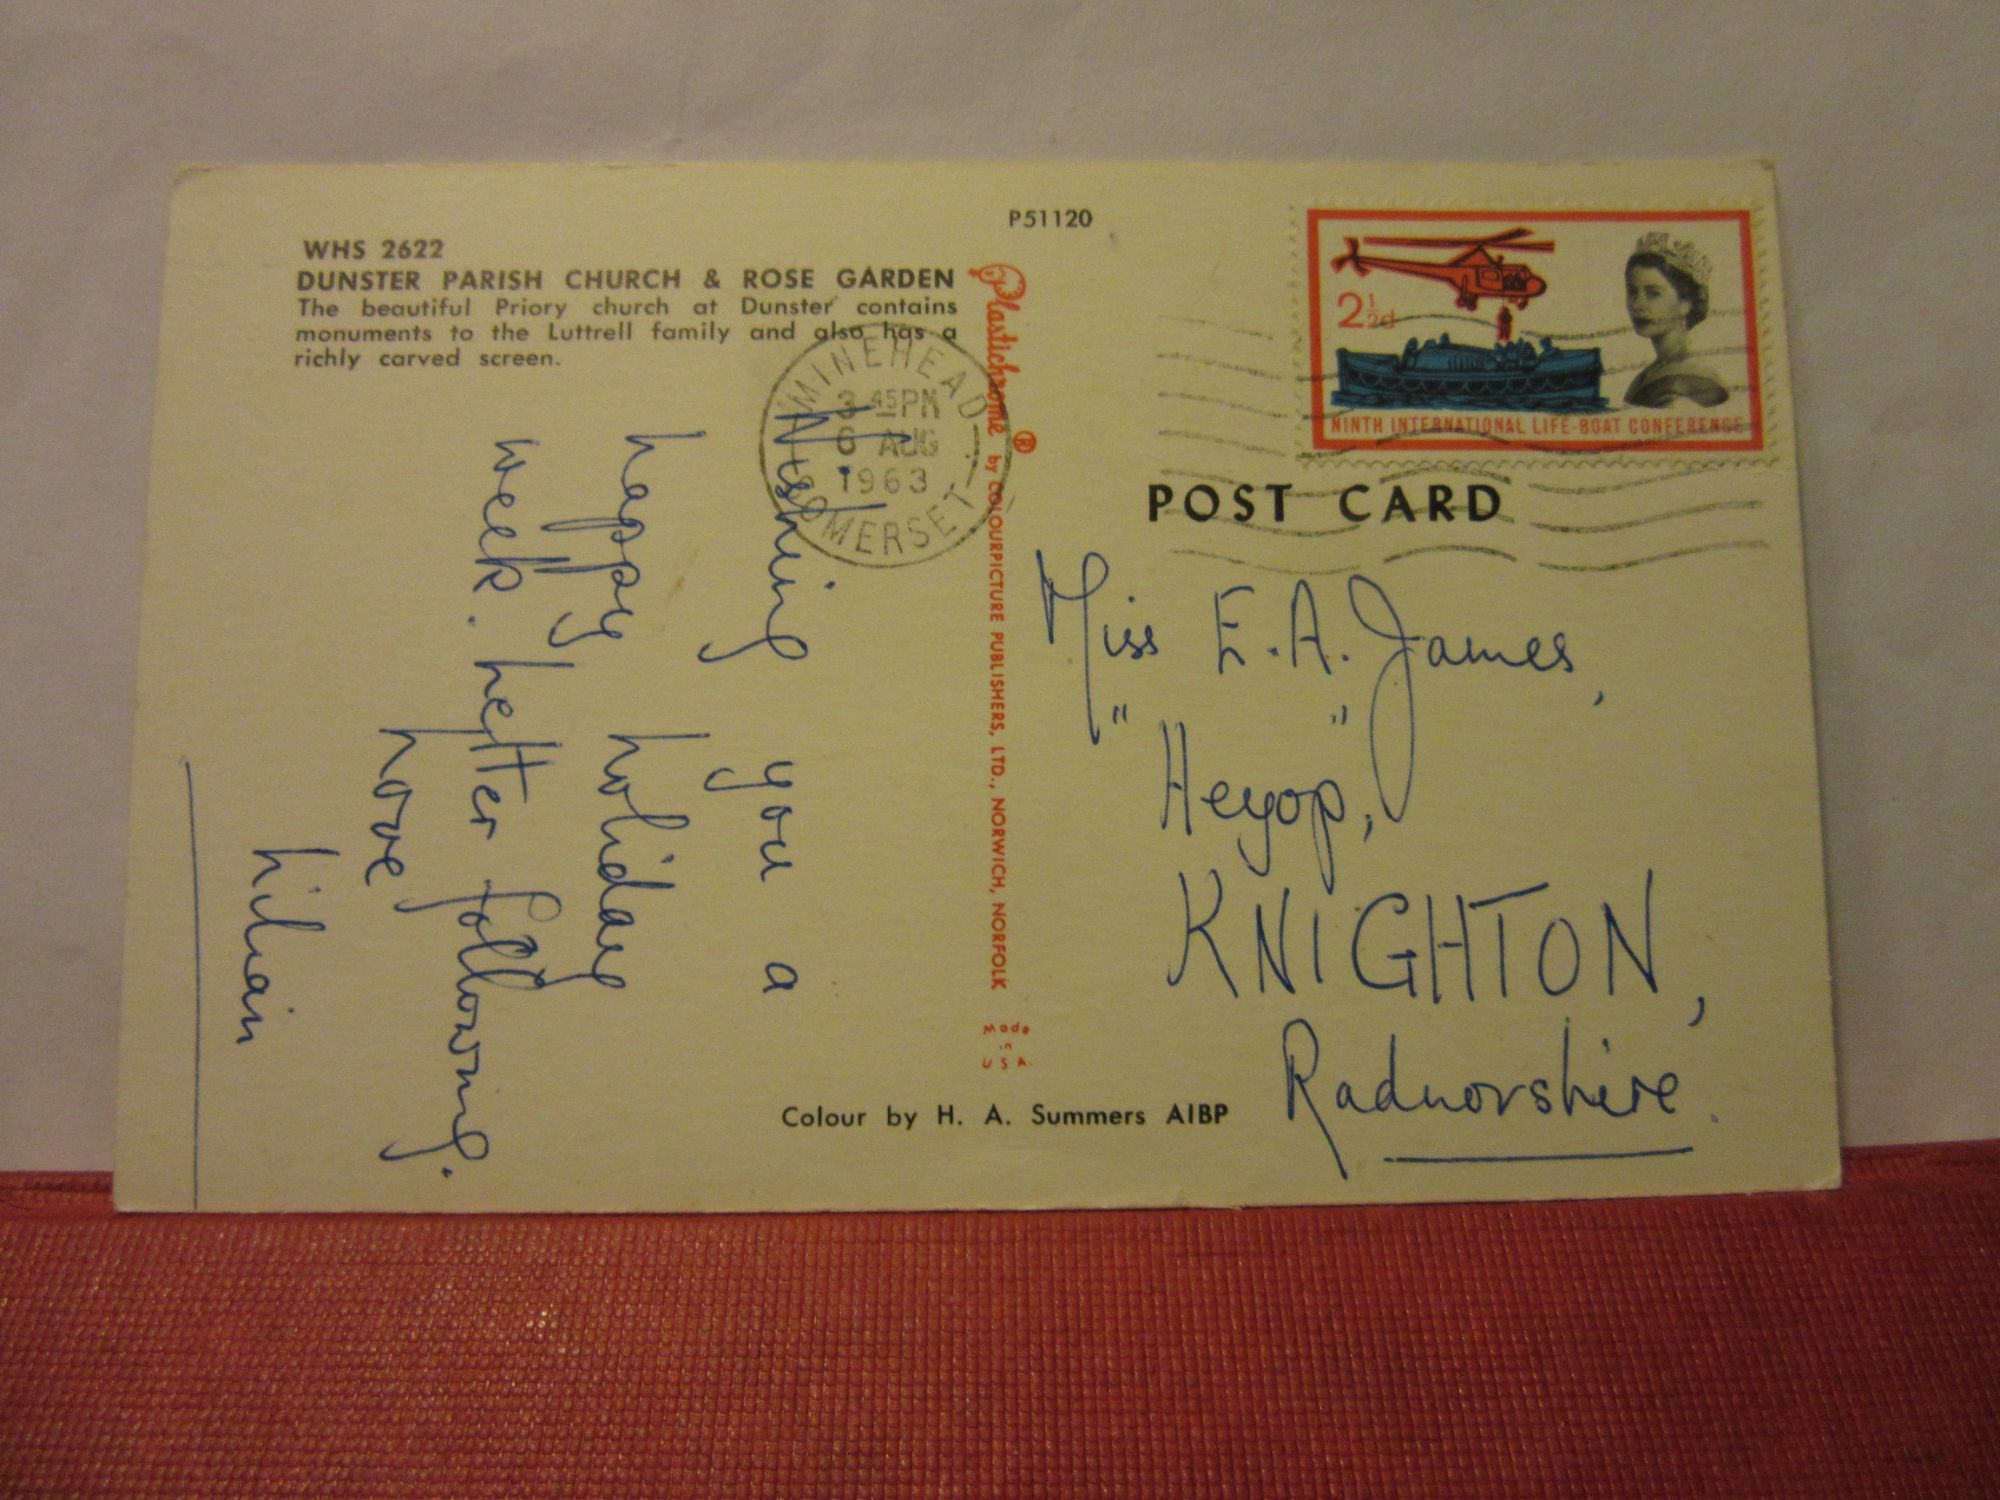 WHS 2622
DUNSTER PARISH CHURCH & ROSE GARDEN
The beautiful Priory church at Dunster contains
monuments to the Luttrell family and also has a
richly carved screen.
Wishing you a
happy holiday
week. Letter following.
Love
Lilian
P51120
Plastichrome ® by COLOURPICTURE PUBLISHERS, LTD., NORWICH, NORFOLK
Made
in
USA.
Colour by H. A. Summers AIBP
MINEHEAD
3 45PM
6 AUG
1963
SOMERSET
2½d
NINTH INTERNATIONAL LIFE-BOAT CONFERENCE
POST CARD
Miss E. A. James,
" "
Heyop,
KNIGHTON,
Radnorshire.